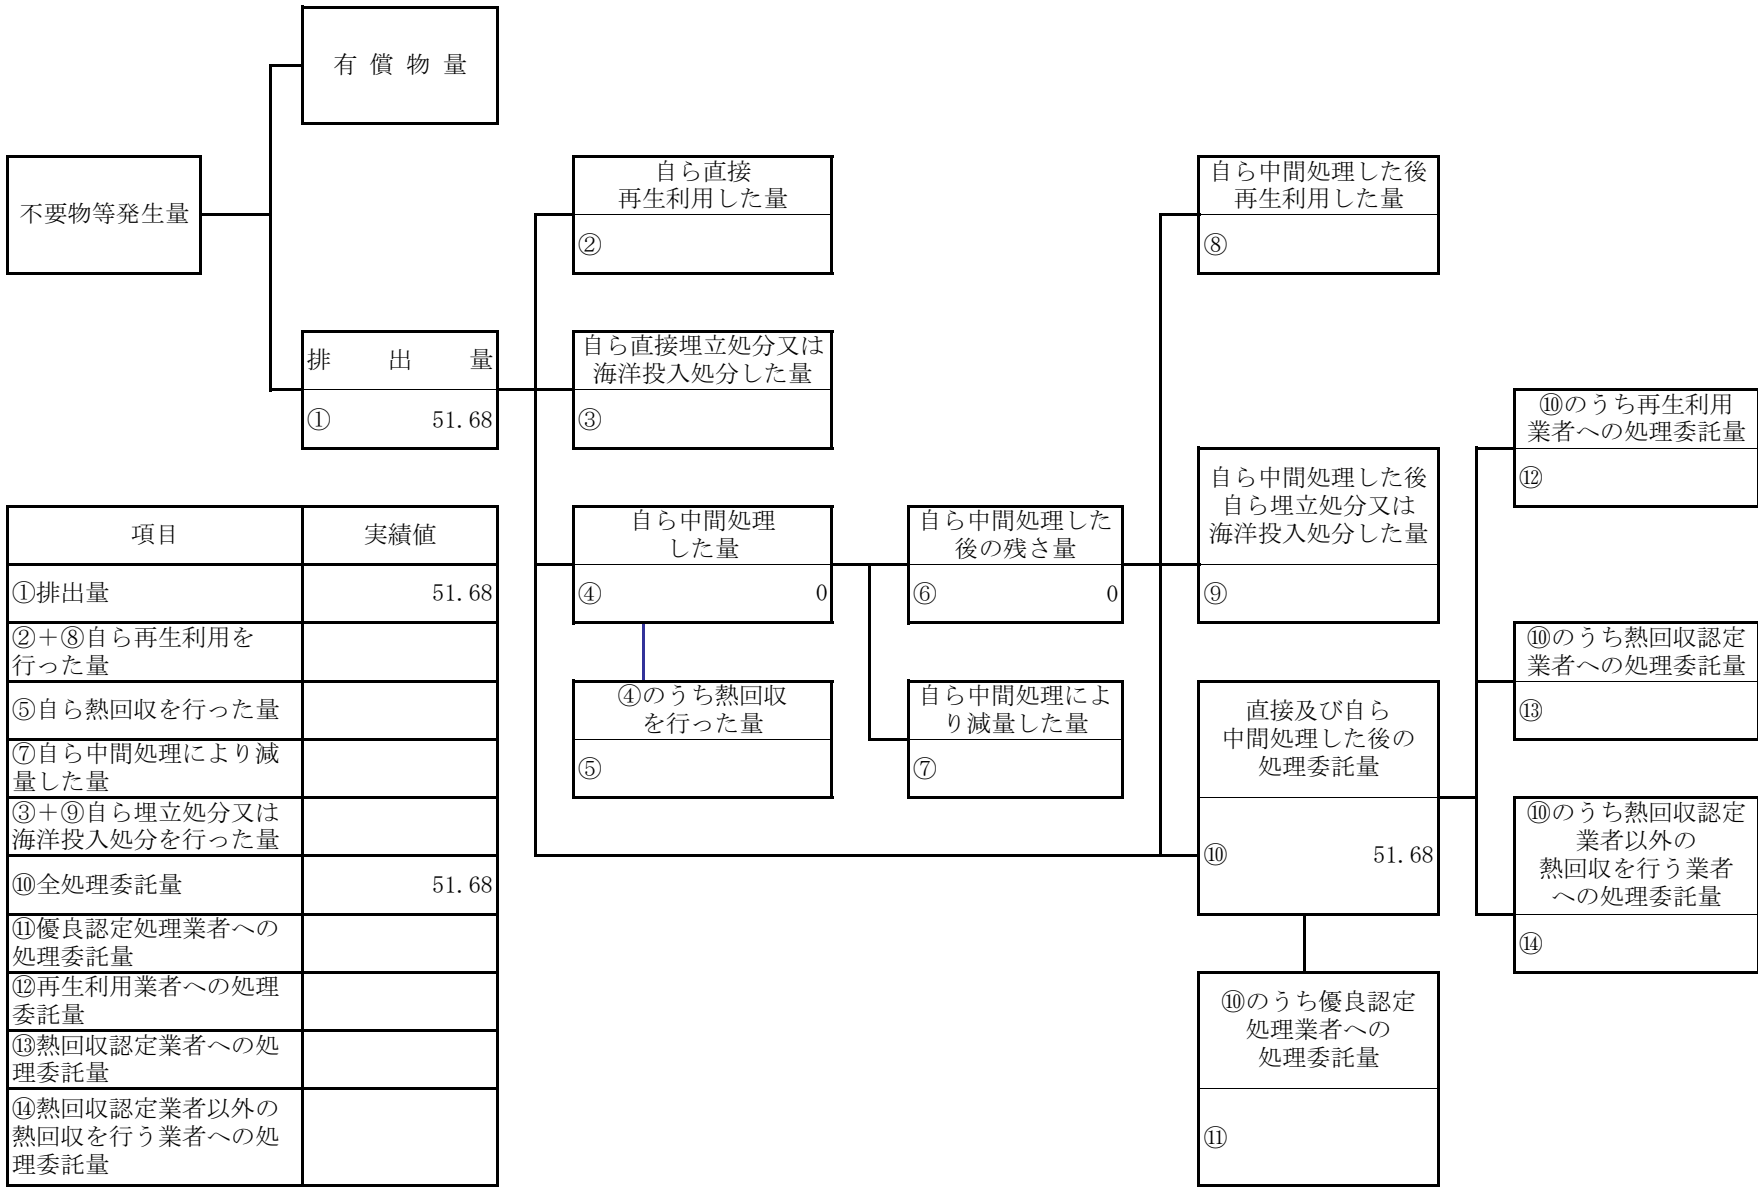 有償物量
不要物等発生量
自ら直接
再生利用した量
②
自ら中間処理した後
再生利用した量
⑧
排出量
① 51.68
自ら直接埋立処分又は
海洋投入処分した量
③
⑩のうち再生利用
業者への処理委託量
⑫
自ら中間処理した後
自ら埋立処分又は
海洋投入処分した量
⑨
自ら中間処理
した量
④ 0
自ら中間処理した
後の残さ量
⑥ 0
⑩のうち熱回収認定
業者への処理委託量
⑬
④のうち熱回収
を行った量
⑤
自ら中間処理によ
り減量した量
⑦
直接及び自ら
中間処理した後の
処理委託量
⑩ 51.68
⑩のうち熱回収認定
業者以外の
熱回収を行う業者
への処理委託量
⑭
⑩のうち優良認定
処理業者への
処理委託量
⑪
項目 実績値
①排出量 51.68
②+⑧自ら再生利用を
行った量
⑤自ら熱回収を行った量
⑦自ら中間処理により減
量した量
③+⑨自ら埋立処分又は
海洋投入処分を行った量
⑩全処理委託量 51.68
⑪優良認定処理業者への
処理委託量
⑫再生利用業者への処理
委託量
⑬熱回収認定業者への処
理委託量
⑭熱回収認定業者以外の
熱回収を行う業者への処
理委託量